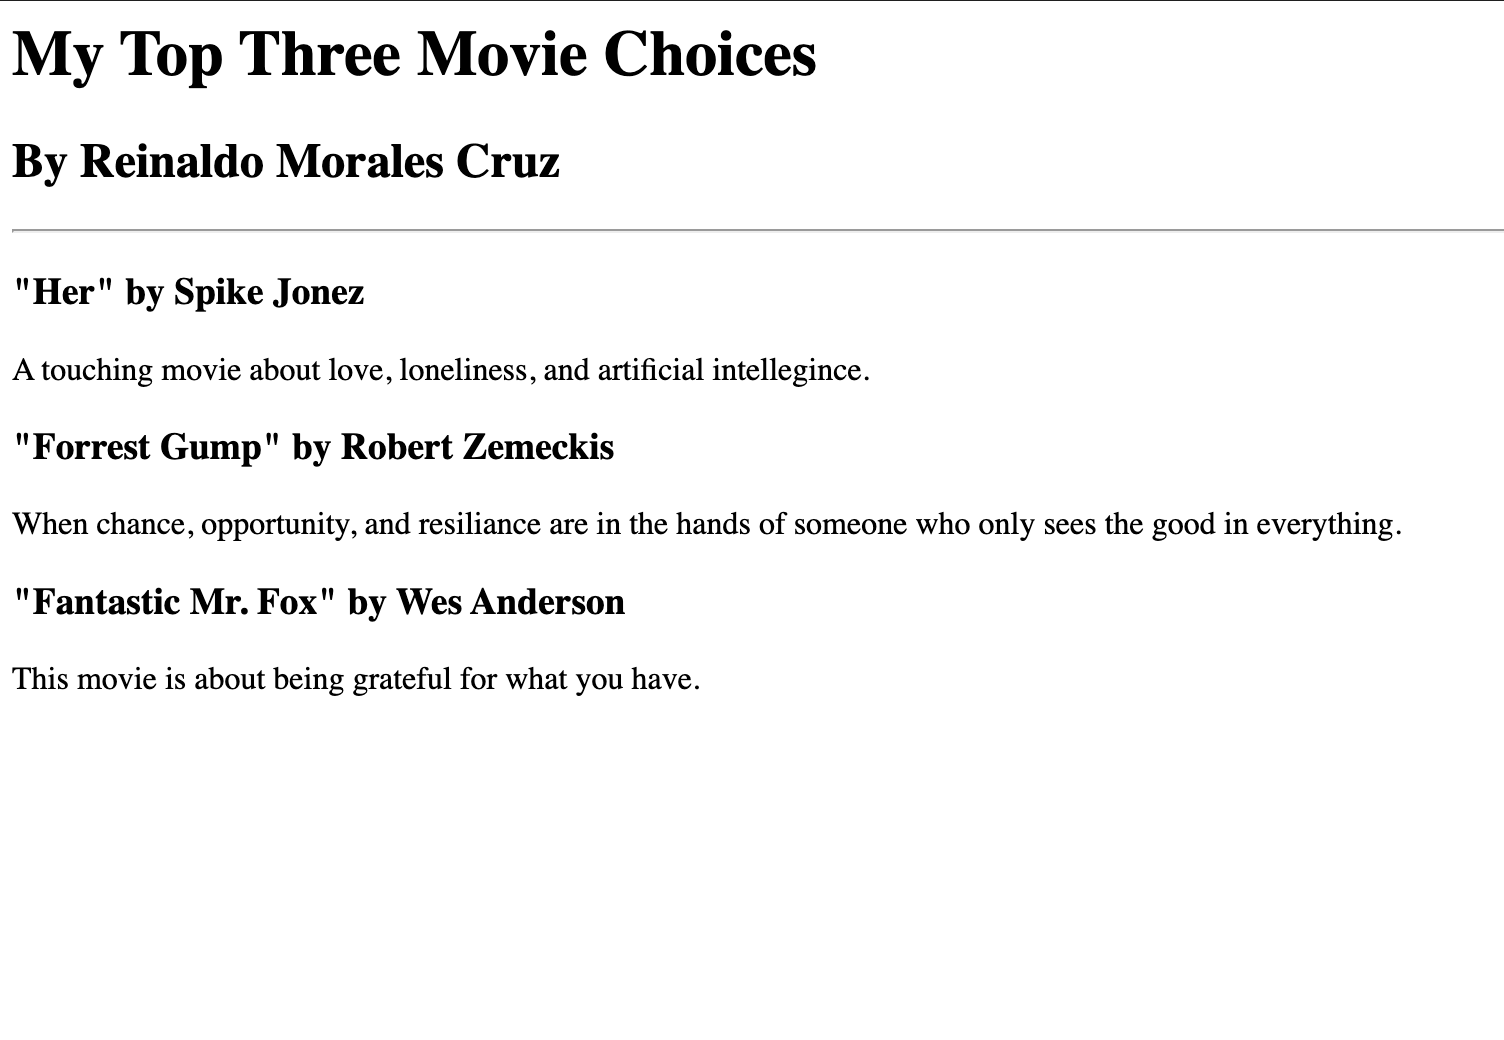 My Top Three Movie Choices
By Reinaldo Morales Cruz
"Her" by Spike Jonez
A touching movie about love, loneliness, and artificial intellegince.
"Forrest Gump" by Robert Zemeckis
When chance, opportunity, and resiliance are in the hands of someone who only sees the good in everything.
"Fantastic Mr. Fox" by Wes Anderson
This movie is about being grateful for what you have.